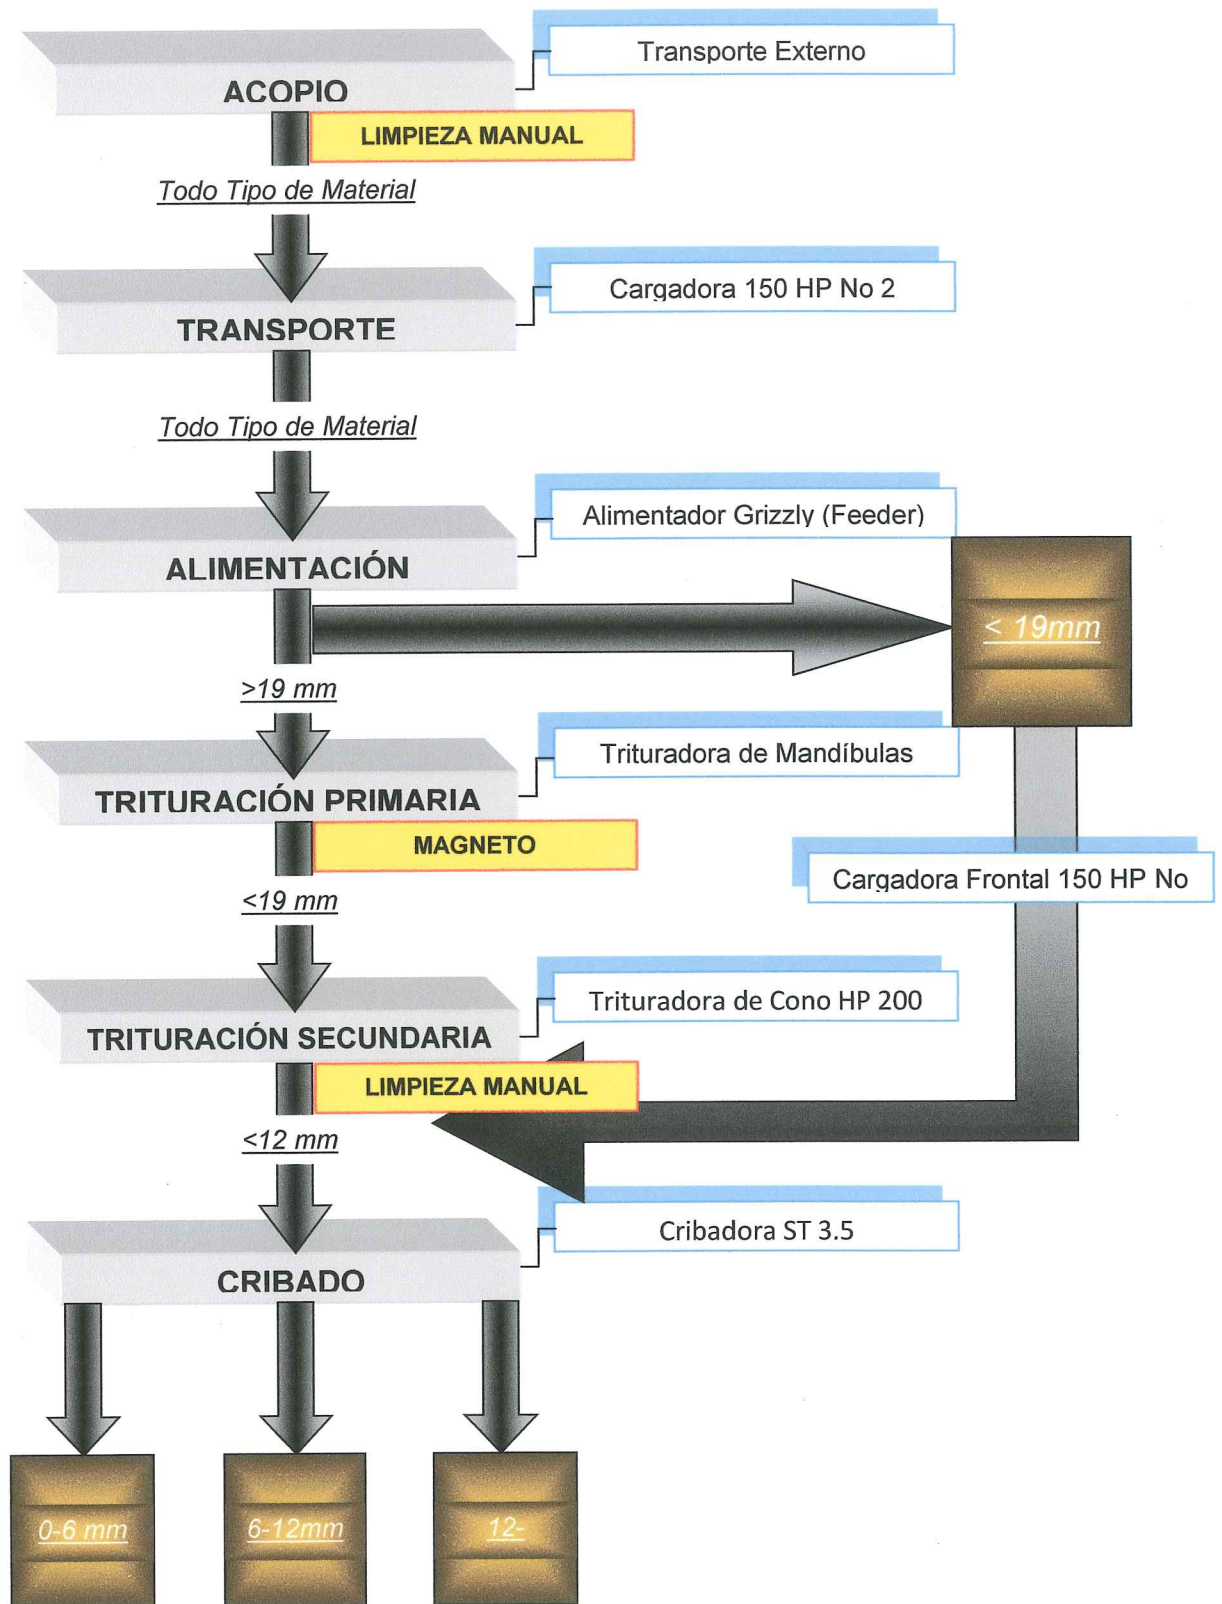 Transporte Externo
ACOPIO
LIMPIEZA MANUAL
Todo Tipo de Material
Cargadora 150 HP No 2
TRANSPORTE
Todo Tipo de Material
Alimentador Grizzly (Feeder)
ALIMENTACIÓN
< 19mm
>19 mm
Trituradora de Mandíbulas
TRITURACIÓN PRIMARIA
MAGNETO
Cargadora Frontal 150 HP No
<19 mm
Trituradora de Cono HP 200
TRITURACIÓN SECUNDARIA
LIMPIEZA MANUAL
<12 mm
Cribadora ST 3.5
CRIBADO
0-6 mm
6-12mm
12-